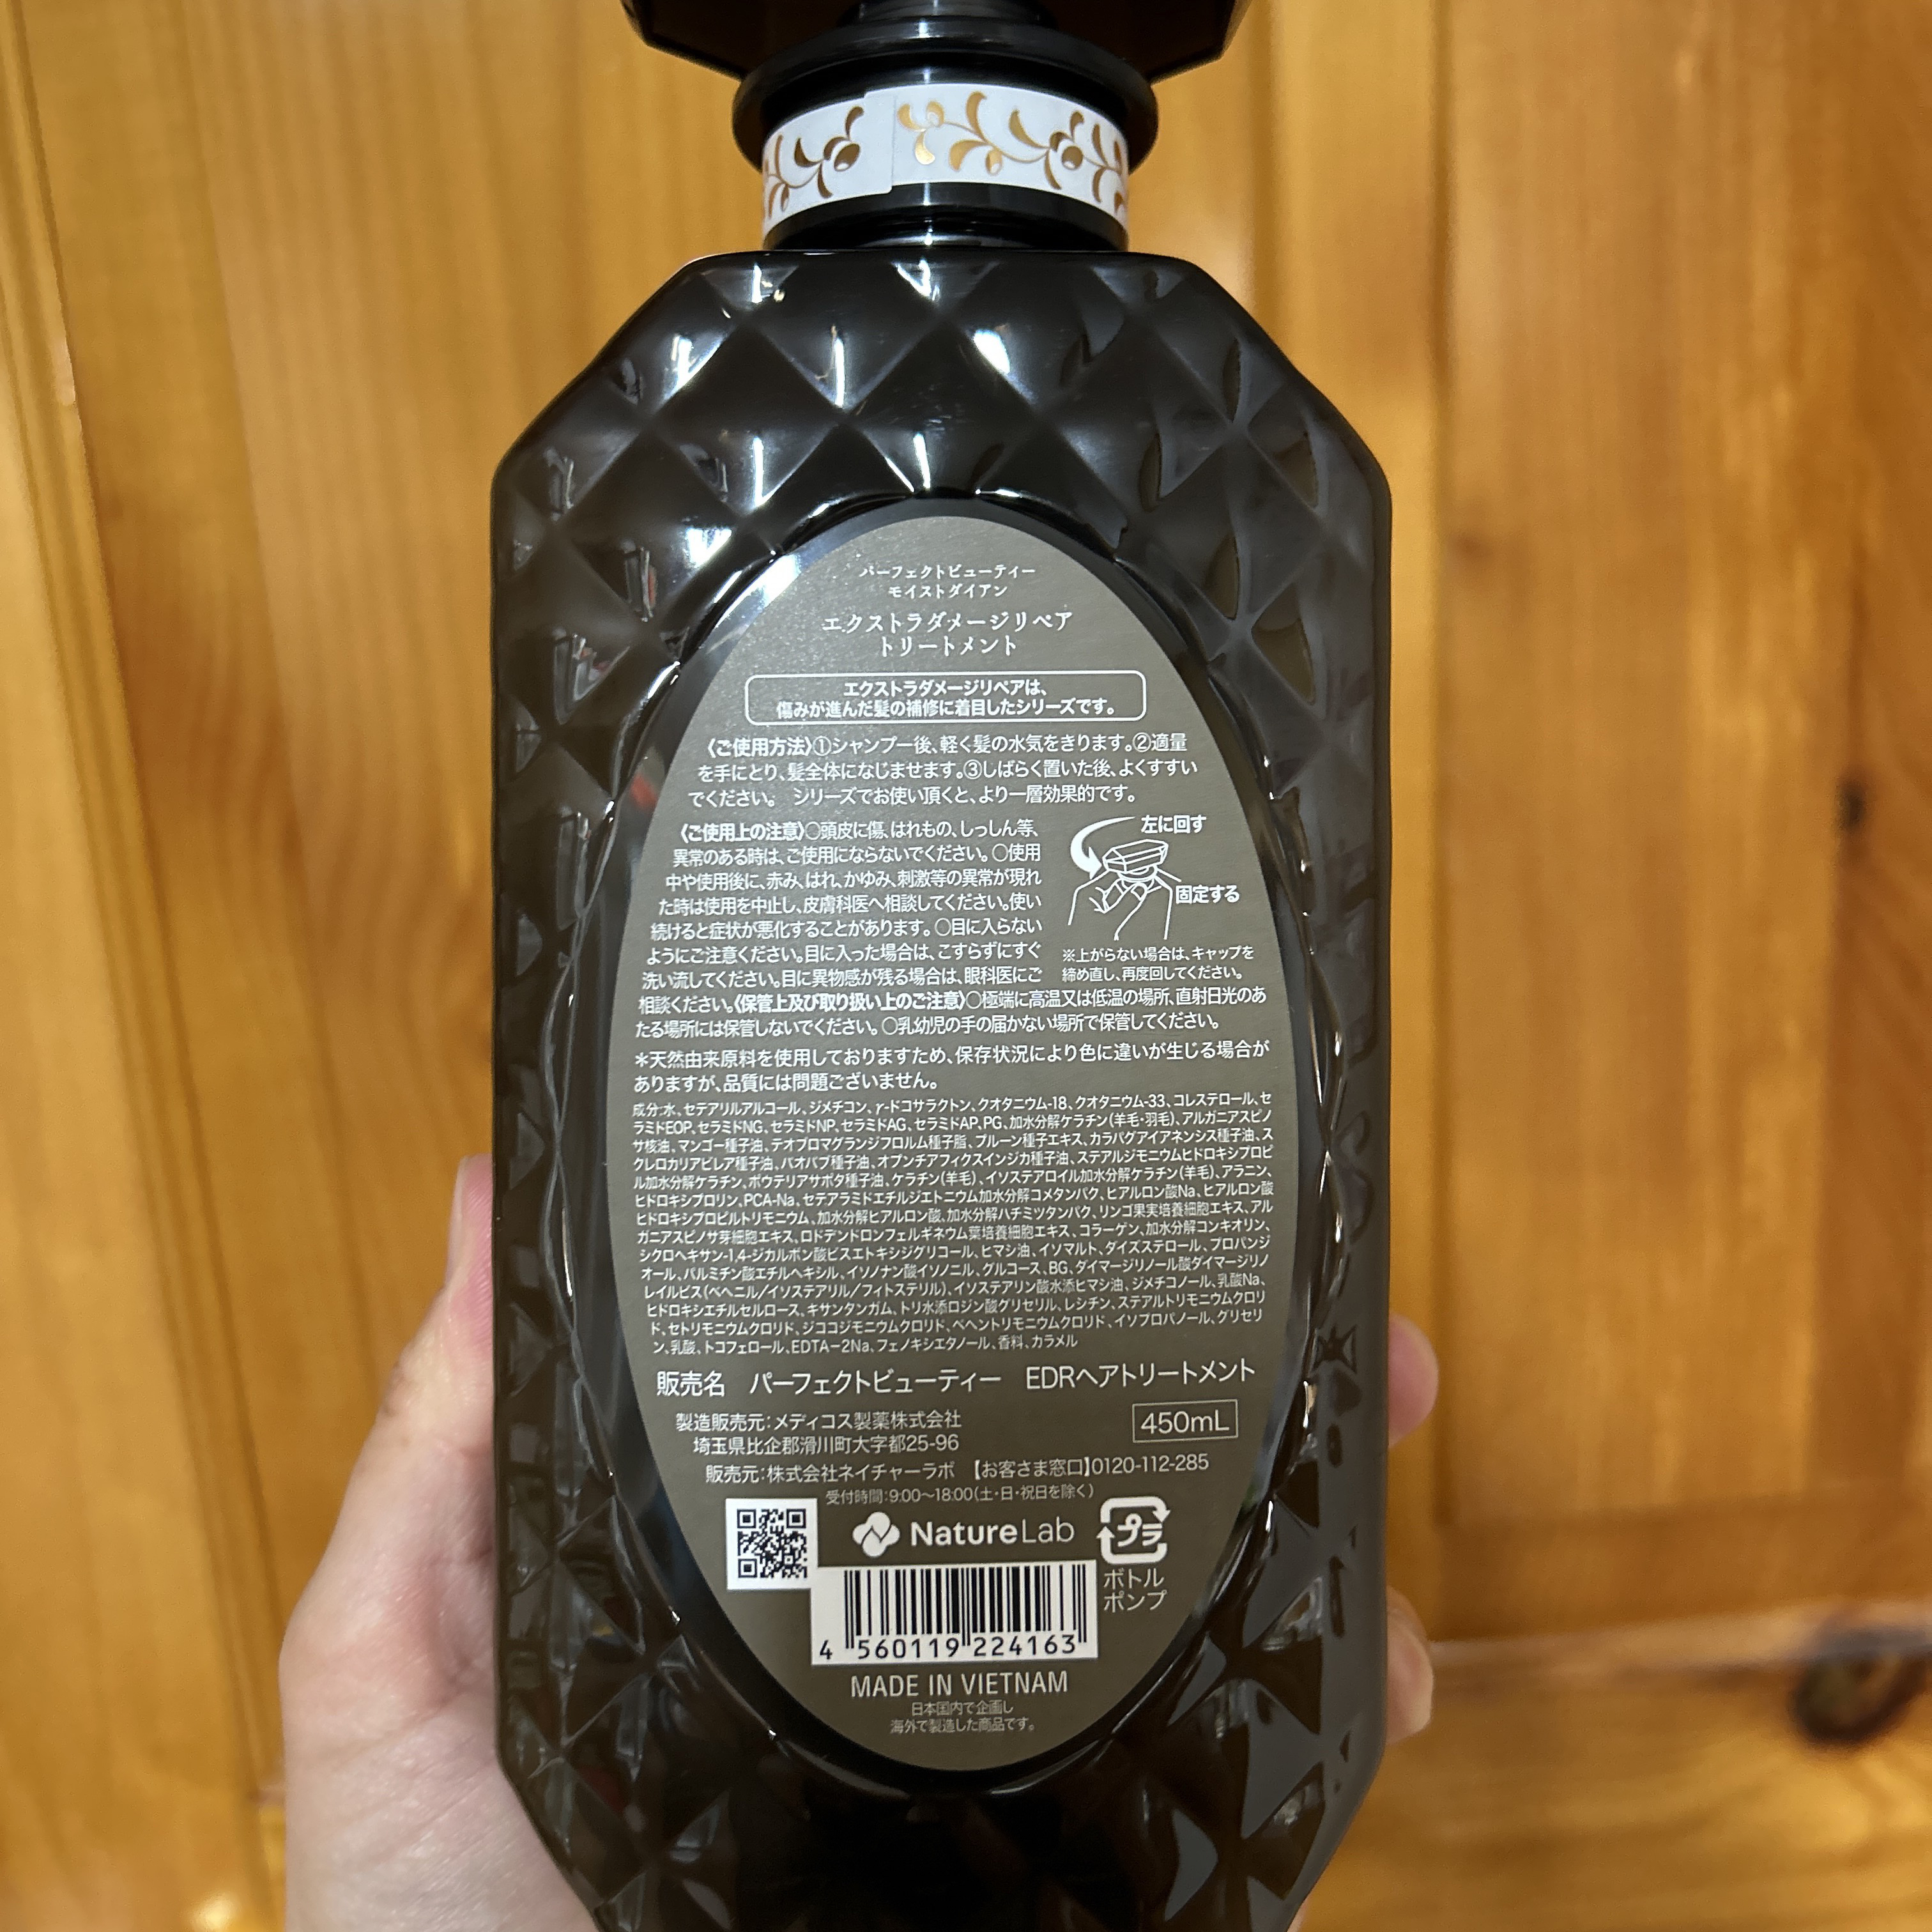 パーフェクトビューティー
モイストダイアン
エクストラダメージリペア
トリートメント
エクストラダメージリペアは、
傷みが進んだ髪の補修に着目したシリーズです。
《ご使用方法》①シャンプー後、軽く髪の水気をきります。②適量
を手にとり、髪全体になじませます。③しばらく置いた後、よくすすい
でください。 シリーズでお使い頂くと、より一層効果的です。
《ご使用上の注意》○頭皮に傷、はれもの、しっしん等、
異常のある時は、ご使用にならないでください。○使用
中や使用後に、赤み、はれ、かゆみ、刺激等の異常が現れ
た時は使用を中止し、皮膚科医へ相談してください。使い
続けると症状が悪化することがあります。○目に入らない
ようにご注意ください。目に入った場合は、こすらずにすぐ
洗い流してください。目に異物感が残る場合は、眼科医にご
相談ください。《保管上及び取り扱い上のご注意》○極端に高温又は低温の場所、直射日光のあ
たる場所には保管しないでください。○乳幼児の手の届かない場所で保管してください。
左に回す
固定する
※上がらない場合は、キャップを
締め直し、再度回してください。
＊天然由来原料を使用しておりますため、保存状況により色に違いが生じる場合が
ありますが、品質には問題ございません。
成分:水、セテアリルアルコール、ジメチコン、γ-ドコサラクトン、クオタニウム-18、クオタニウム-33、コレステロール、セ
ラミドEOP、セラミドNG、セラミドNP、セラミドAG、セラミドAP、PG、加水分解ケラチン(羊毛・羽毛)、アルガニアスピノ
サ核油、マンゴー種子油、テオブロマグランジフロルム種子脂、プルーン種子エキス、カラパグアイアネンシス種子油、ス
クレロカリアビレア種子油、バオバブ種子油、オプンチアフィクスインジカ種子油、ステアルジモニウムヒドロキシプロピ
ル加水分解ケラチン、ポウテリアサポタ種子油、ケラチン(羊毛)、イソステアロイル加水分解ケラチン(羊毛)、アラニン、
ヒドロキシプロリン、PCA-Na、セテアラミドエチルジエトニウム加水分解コメタンパク、ヒアルロン酸Na、ヒアルロン酸
ヒドロキシプロピルトリモニウム、加水分解ヒアルロン酸、加水分解ハチミツタンパク、リンゴ果実培養細胞エキス、アル
ガニアスピノサ芽細胞エキス、ロドデンドロンフェルギネウム葉培養細胞エキス、コラーゲン、加水分解コンキオリン、
シクロヘキサン-1,4-ジカルボン酸ビスエトキシジグリコール、ヒマシ油、イソマルト、ダイズステロール、プロパンジ
オール、パルミチン酸エチルヘキシル、イソノナン酸イソノニル、グルコース、BG、ダイマージリノール酸ダイマージリノ
レイルビス(ベヘニル/イソステアリル/フィトステリル)、イソステアリン酸水添ヒマシ油、ジメチコノール、乳酸Na、
ヒドロキシエチルセルロース、キサンタンガム、トリ水添ロジン酸グリセリル、レシチン、ステアルトリモニウムクロリ
ド、セトリモニウムクロリド、ジココジモニウムクロリド、ベヘントリモニウムクロリド、イソプロパノール、グリセリ
ン、乳酸、トコフェロール、EDTA−2Na、フェノキシエタノール、香料、カラメル
販売名 パーフェクトビューティー EDRヘアトリートメント
製造販売元:メディコス製薬株式会社
埼玉県比企郡滑川町大字都25-96
450mL
販売元:株式会社ネイチャーラボ 【お客さま窓口】0120-112-285
受付時間:9:00〜18:00(土・日・祝日を除く)
NatureLab
プラ
ボトル
ポンプ
4 560119 224163
MADE IN VIETNAM
日本国内で企画し
海外で製造した商品です。